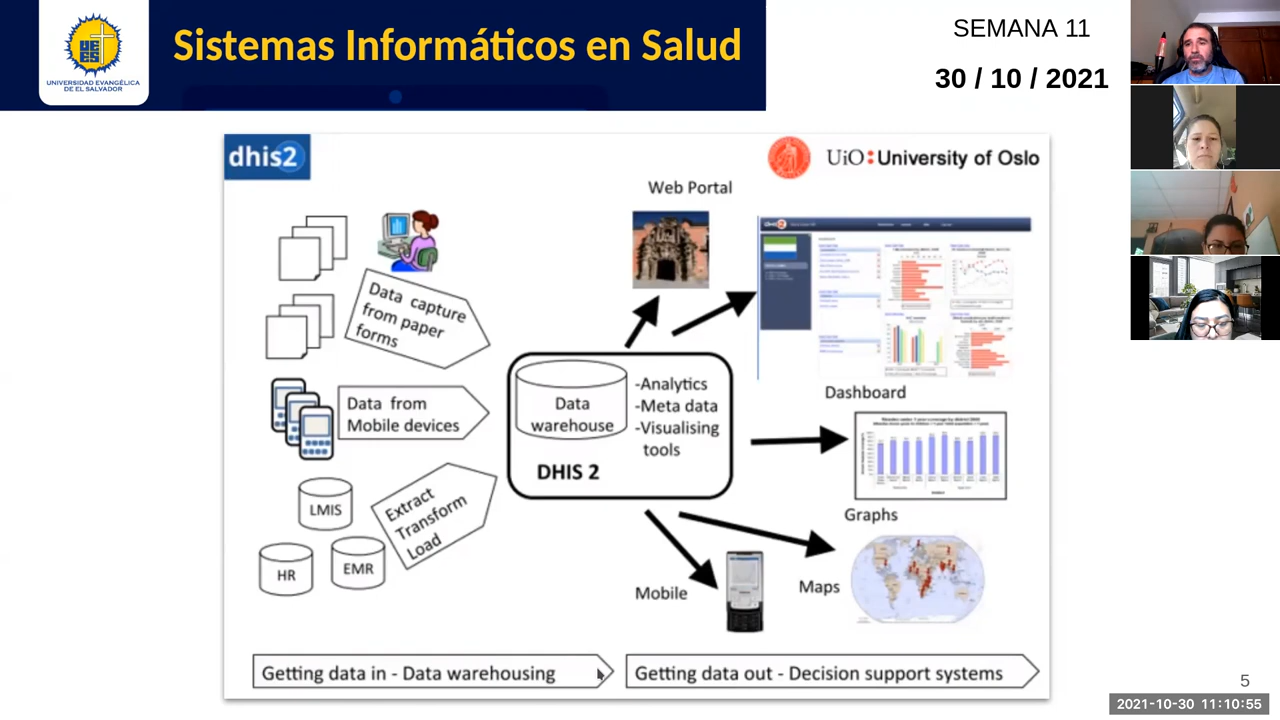 UEES
UNIVERSIDAD EVANGÉLICA
DE EL SALVADOR
Sistemas Informáticos en Salud
SEMANA 11
30 / 10 / 2021
dhis2
UiO:University of Oslo
Web Portal
Data capture
from paper
forms
Data from
Mobile devices
LMIS
HR
EMR
Extract
Transform
Load
Data
warehouse
-Analytics
-Meta data
-Visualising
tools
DHIS 2
Dashboard
Graphs
Mobile
Maps
Getting data in - Data warehousing
Getting data out - Decision support systems
5
2021-10-30 11:10:55